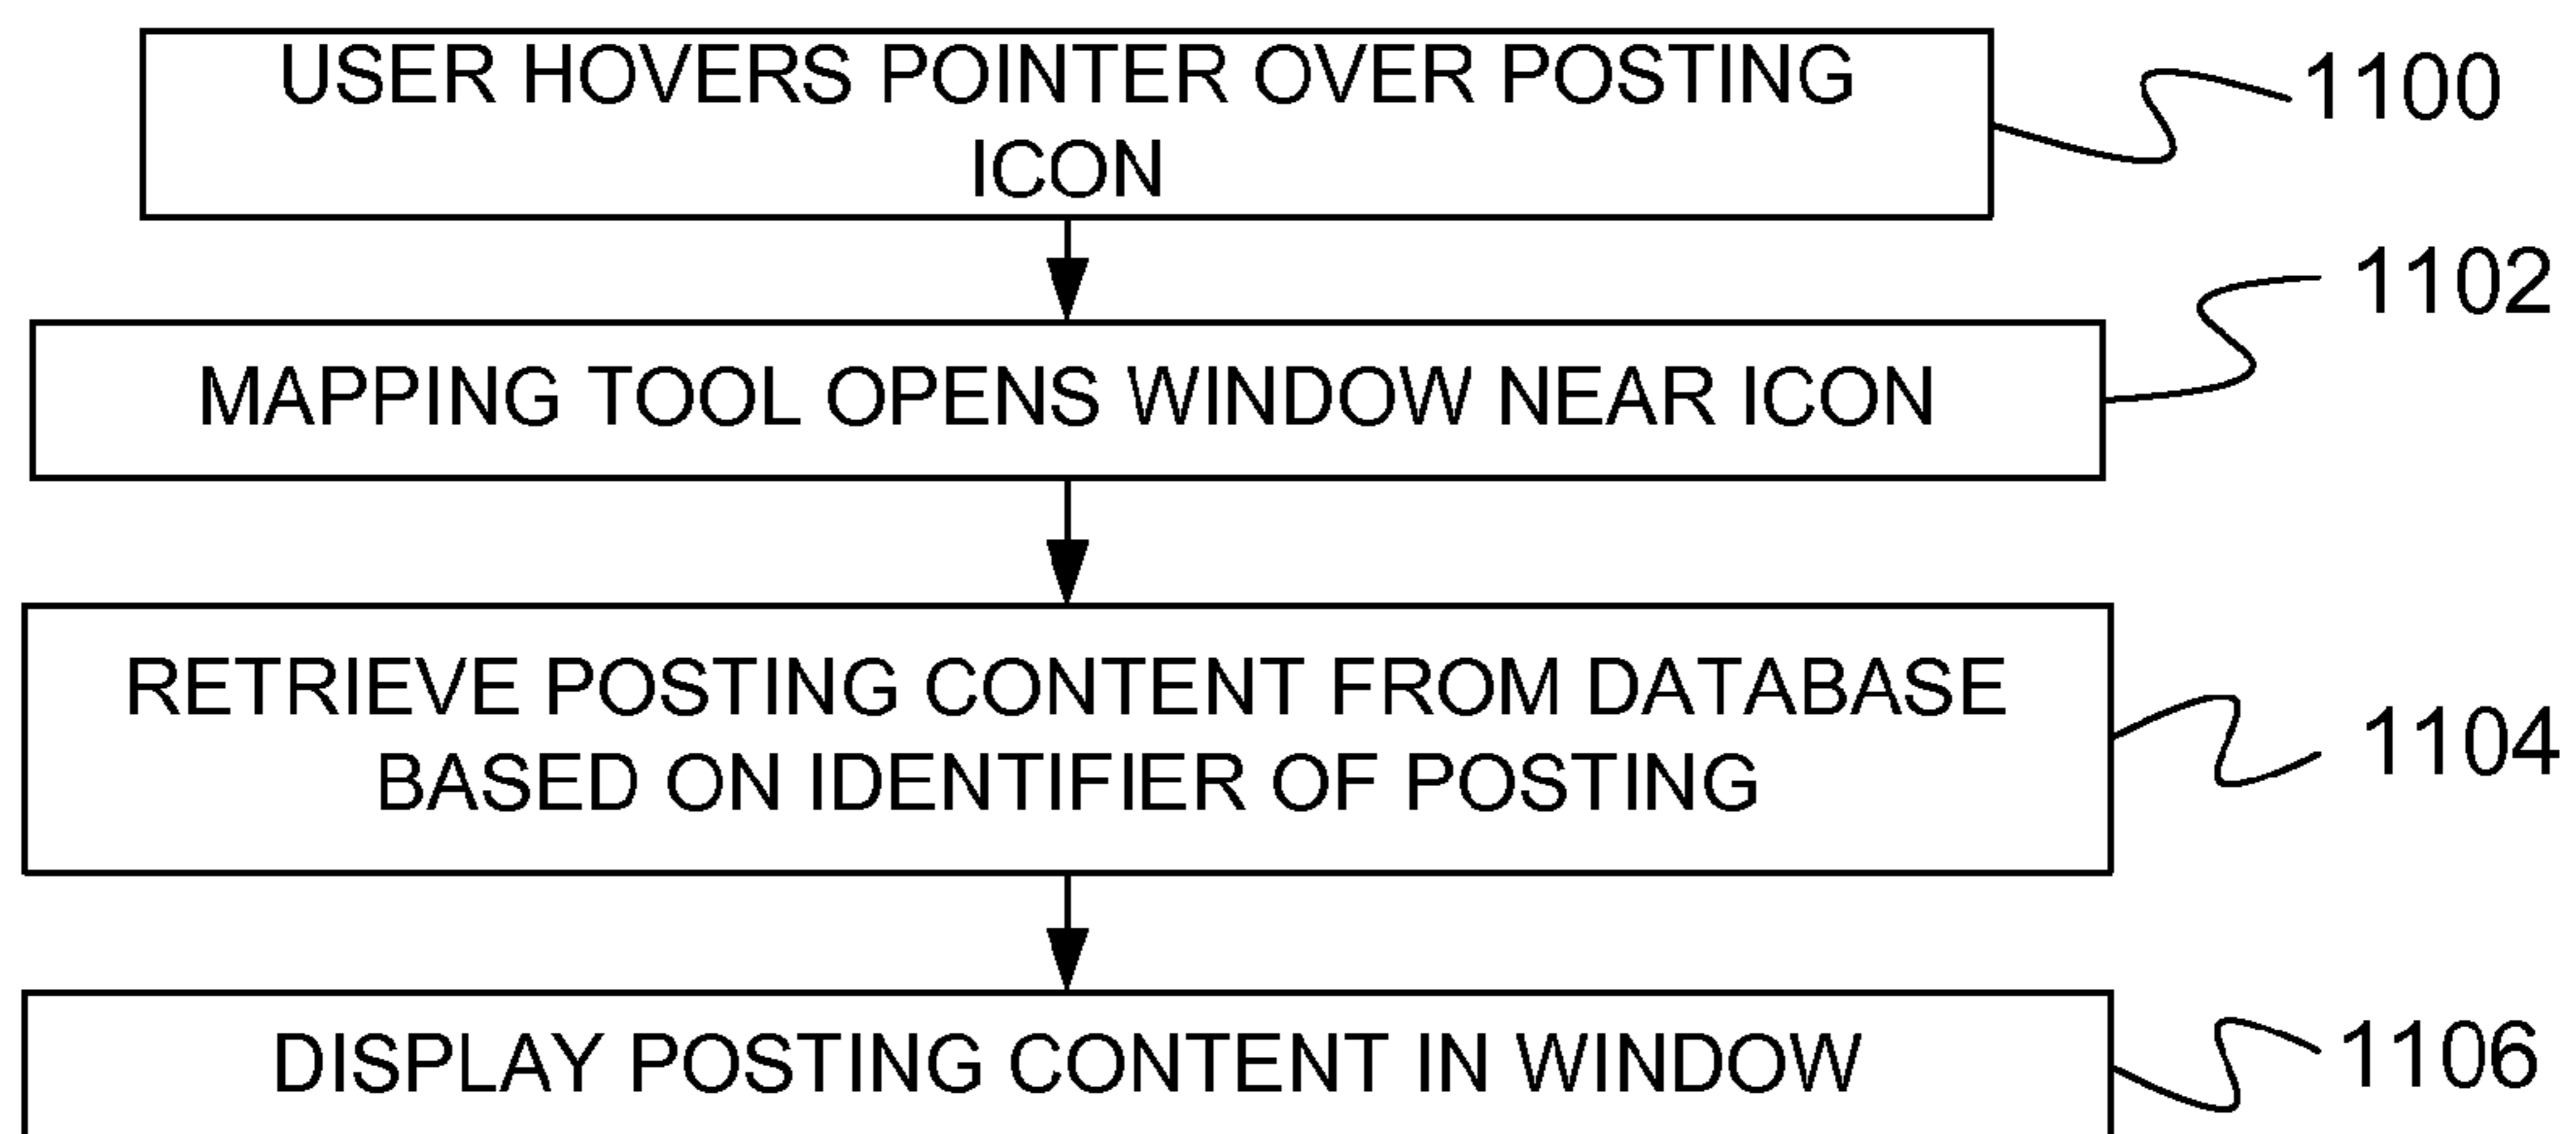 USER HOVERS POINTER OVER POSTING
ICON
1100
MAPPING TOOL OPENS WINDOW NEAR ICON
1102
RETRIEVE POSTING CONTENT FROM DATABASE
BASED ON IDENTIFIER OF POSTING
1104
DISPLAY POSTING CONTENT IN WINDOW
1106